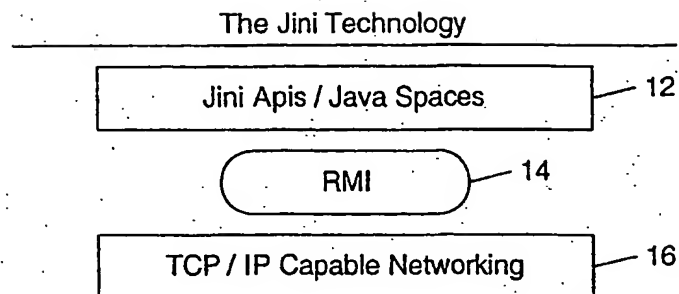 The Jini Technology
Jini Apis / Java Spaces 12
RMI 14
TCP / IP Capable Networking 16